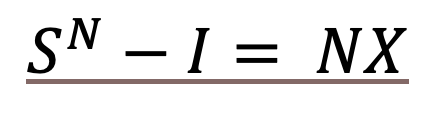 $S^N - I = NX$